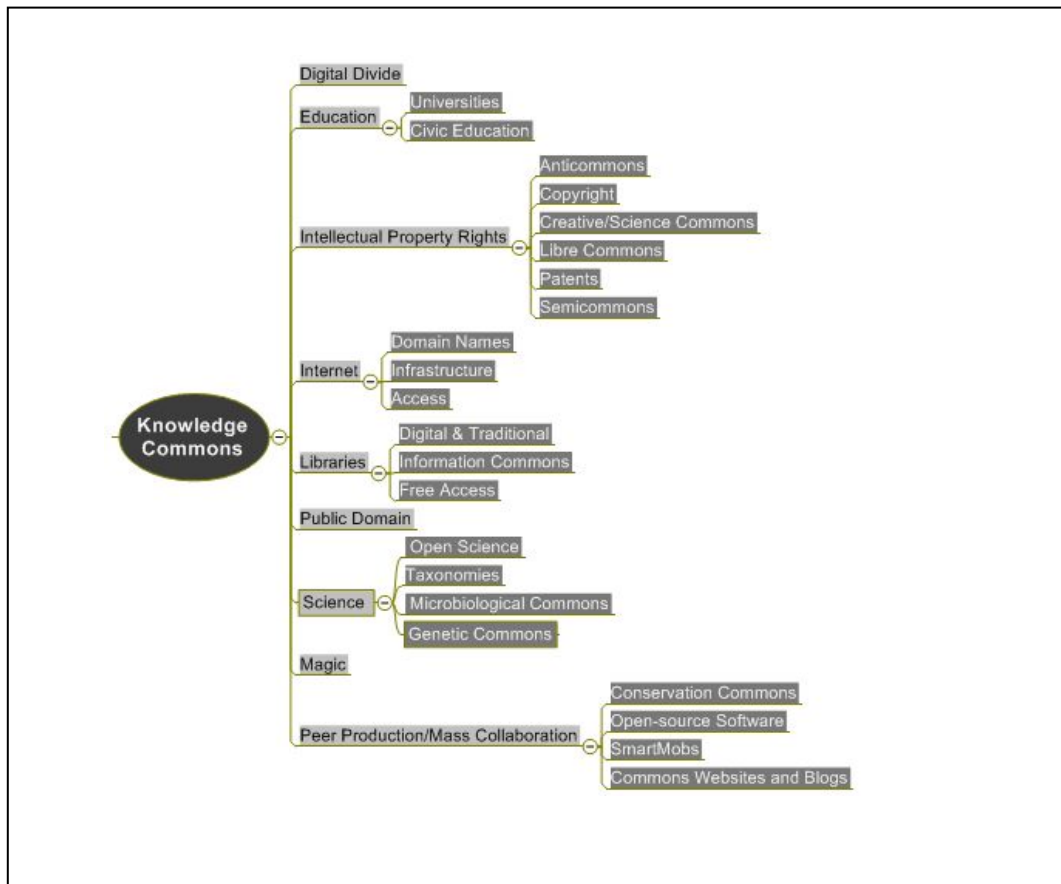 Digital Divide
Education
Universities
Civic Education
Intellectual Property Rights
Anticommons
Copyright
Creative/Science Commons
Libre Commons
Patents
Semicommons
Internet
Domain Names
Infrastructure
Access
Knowledge
Commons
Libraries
Digital & Traditional
Information Commons
Free Access
Public Domain
Science
Open Science
Taxonomies
Microbiological Commons
Genetic Commons
Magic
Peer Production/Mass Collaboration
Conservation Commons
Open-source Software
SmartMobs
Commons Websites and Blogs